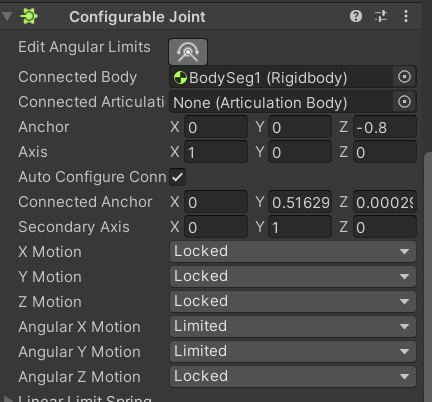 Configurable Joint
Edit Angular Limits
Connected Body BodySeg1 (Rigidbody)
Connected Articulati None (Articulation Body)
Anchor X 0 Y 0 Z -0.8
Axis X 1 Y 0 Z 0
Auto Configure Conn
Connected Anchor X 0 Y 0.51629 Z 0.00029
Secondary Axis X 0 Y 1 Z 0
X Motion Locked
Y Motion Locked
Z Motion Locked
Angular X Motion Limited
Angular Y Motion Limited
Angular Z Motion Locked
Linear Limit Spring